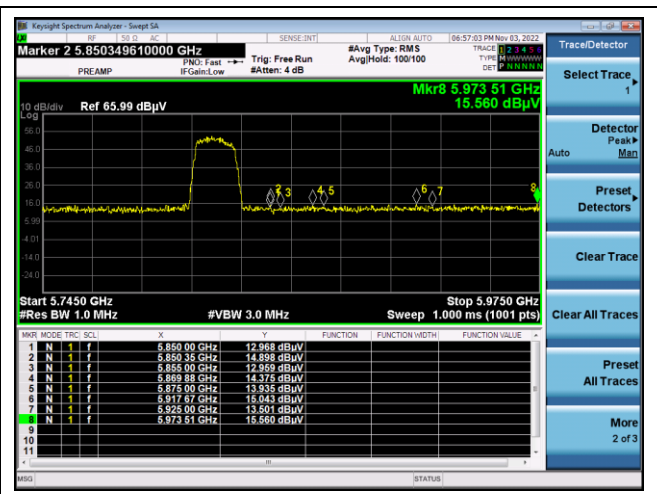 Keysight Spectrum Analyzer - Swept SA
RF 50 Ω AC SENSE:INT ALIGN AUTO 06:57:03 PM Nov 03, 2022
Marker 2 5.850349610000 GHz
PREAMP
PNO: Fast
IFGain:Low
Trig: Free Run
#Atten: 4 dB
#Avg Type: RMS
Avg|Hold: 100/100
TRACE 1 2 3 4 5 6
TYPE M W W W W W
DET P N N N N N
Mkr8 5.973 51 GHz
15.560 dBµV
10 dB/div Ref 65.99 dBµV
Log
56.0
46.0
36.0
26.0
16.0
5.99
-4.01
-14.0
-24.0
2 3 4 5 6 7 8
Start 5.7450 GHz Stop 5.9750 GHz
#Res BW 1.0 MHz #VBW 3.0 MHz Sweep 1.000 ms (1001 pts)
MKR MODE TRC SCL X Y FUNCTION FUNCTION WIDTH FUNCTION VALUE
1 N 1 f 5.850 00 GHz 12.968 dBµV
2 N 1 f 5.850 35 GHz 14.898 dBµV
3 N 1 f 5.855 00 GHz 12.959 dBµV
4 N 1 f 5.869 88 GHz 14.375 dBµV
5 N 1 f 5.875 00 GHz 13.935 dBµV
6 N 1 f 5.917 67 GHz 15.043 dBµV
7 N 1 f 5.925 00 GHz 13.501 dBµV
8 N 1 f 5.973 51 GHz 15.560 dBµV
9
10
11
MSG STATUS
Trace/Detector
Select Trace
1
Detector
Peak
Auto Man
Preset
Detectors
Clear Trace
Clear All Traces
Preset
All Traces
More
2 of 3